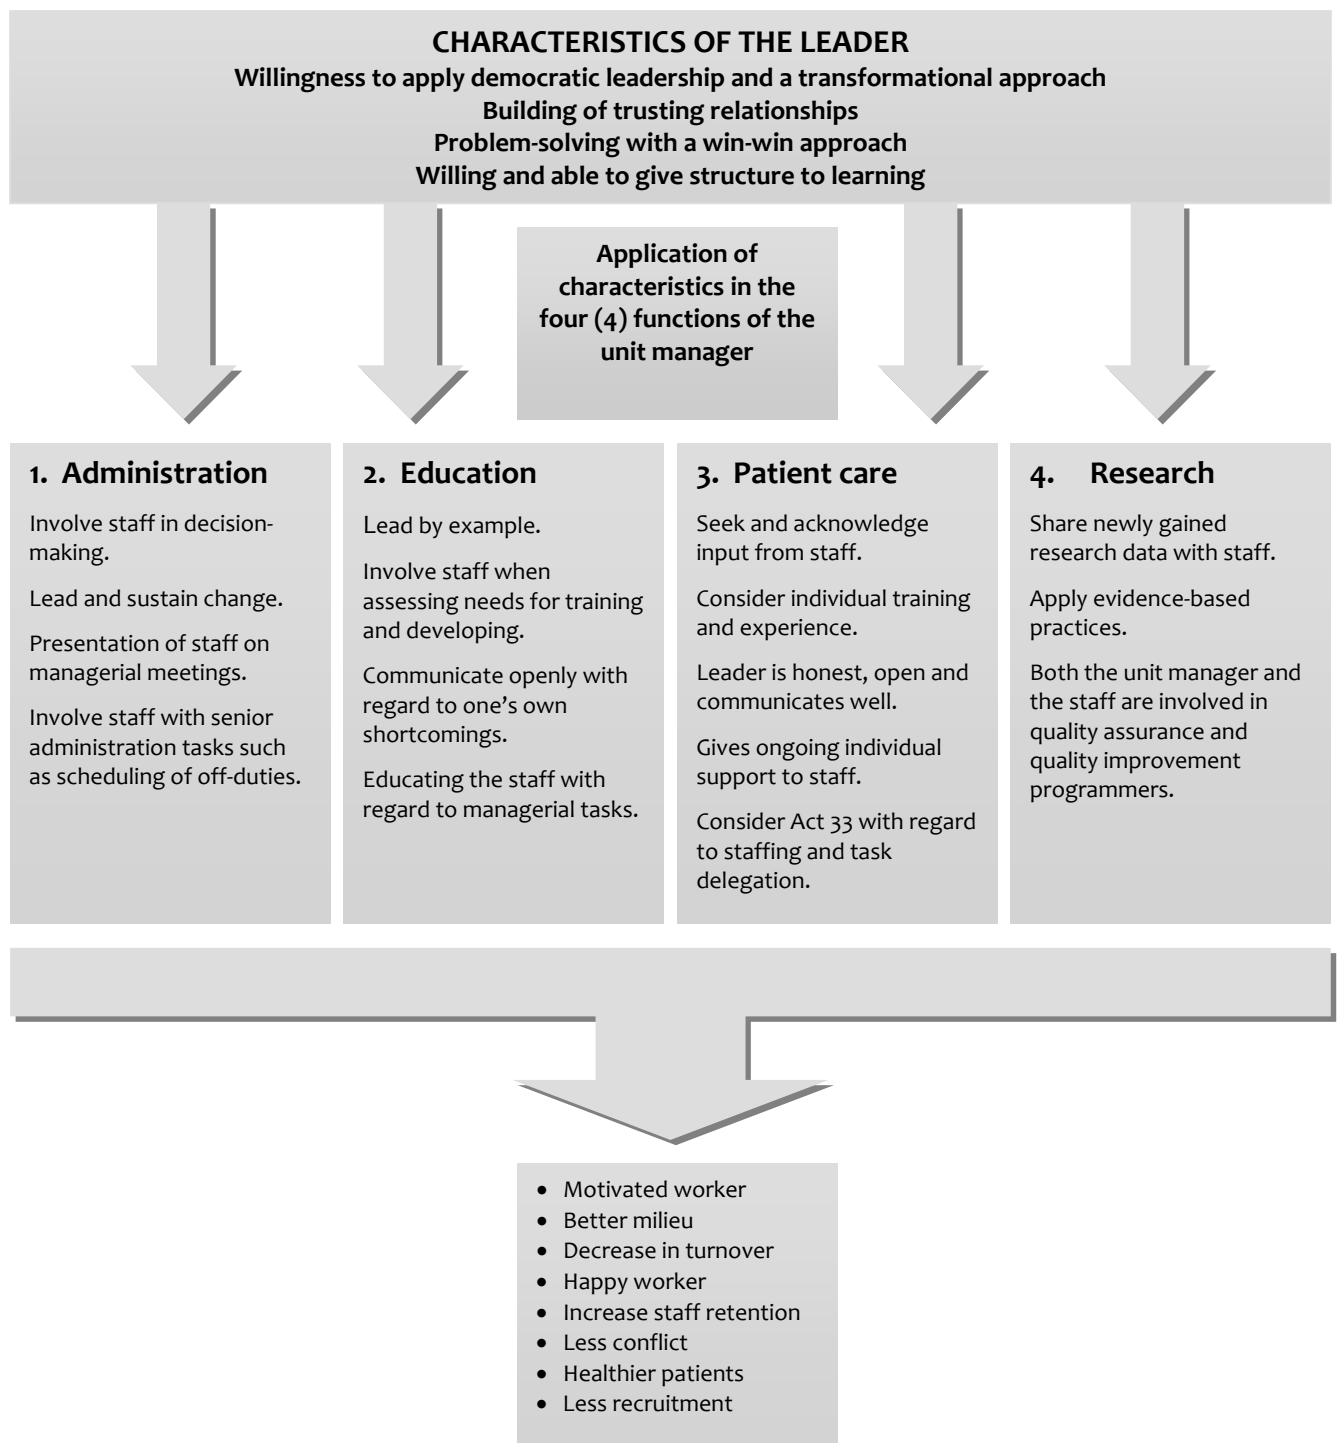 CHARACTERISTICS OF THE LEADER
Willingness to apply democratic leadership and a transformational approach
Building of trusting relationships
Problem-solving with a win-win approach
Willing and able to give structure to learning
Application of
characteristics in the
four (4) functions of the
unit manager
1. Administration
Involve staff in decision-
making.
Lead and sustain change.
Presentation of staff on
managerial meetings.
Involve staff with senior
administration tasks such
as scheduling of off-duties.
2. Education
Lead by example.
Involve staff when
assessing needs for training
and developing.
Communicate openly with
regard to one’s own
shortcomings.
Educating the staff with
regard to managerial tasks.
3. Patient care
Seek and acknowledge
input from staff.
Consider individual training
and experience.
Leader is honest, open and
communicates well.
Gives ongoing individual
support to staff.
Consider Act 33 with regard
to staffing and task
delegation.
4. Research
Share newly gained
research data with staff.
Apply evidence-based
practices.
Both the unit manager and
the staff are involved in
quality assurance and
quality improvement
programmers.
• Motivated worker
• Better milieu
• Decrease in turnover
• Happy worker
• Increase staff retention
• Less conflict
• Healthier patients
• Less recruitment